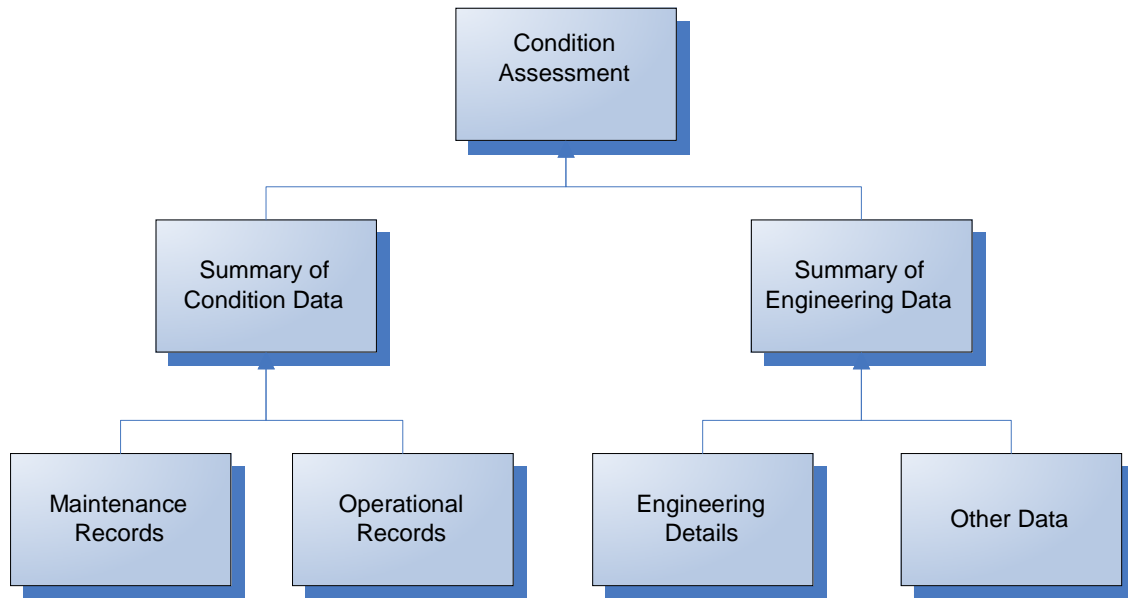 Condition
Assessment
Summary of
Condition Data
Summary of
Engineering Data
Maintenance
Records
Operational
Records
Engineering
Details
Other Data